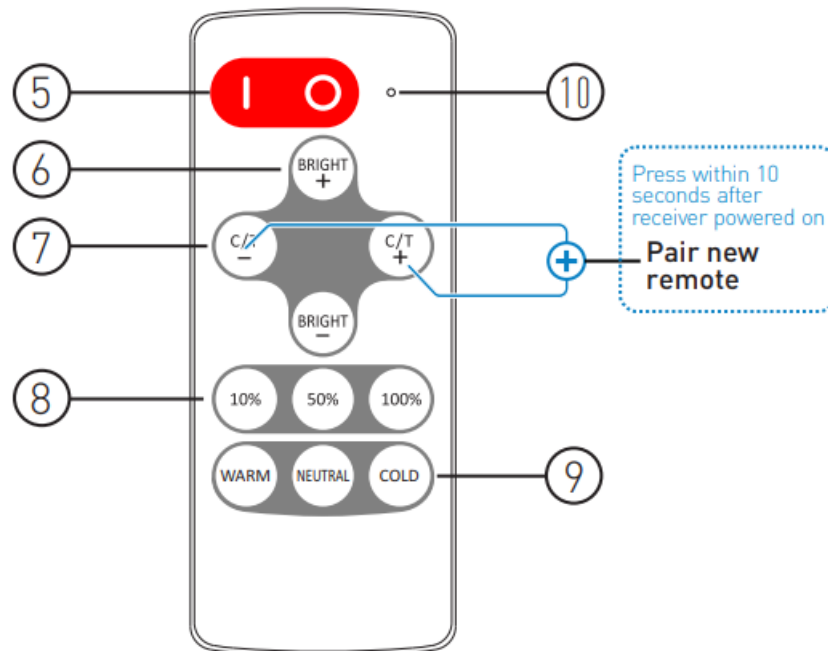 5
10
6
BRIGHT
+
Press within 10
seconds after
receiver powered on
7
C/T
–
C/T
+
+
Pair new
remote
BRIGHT
–
8
10% 50% 100%
WARM NEUTRAL COLD
9